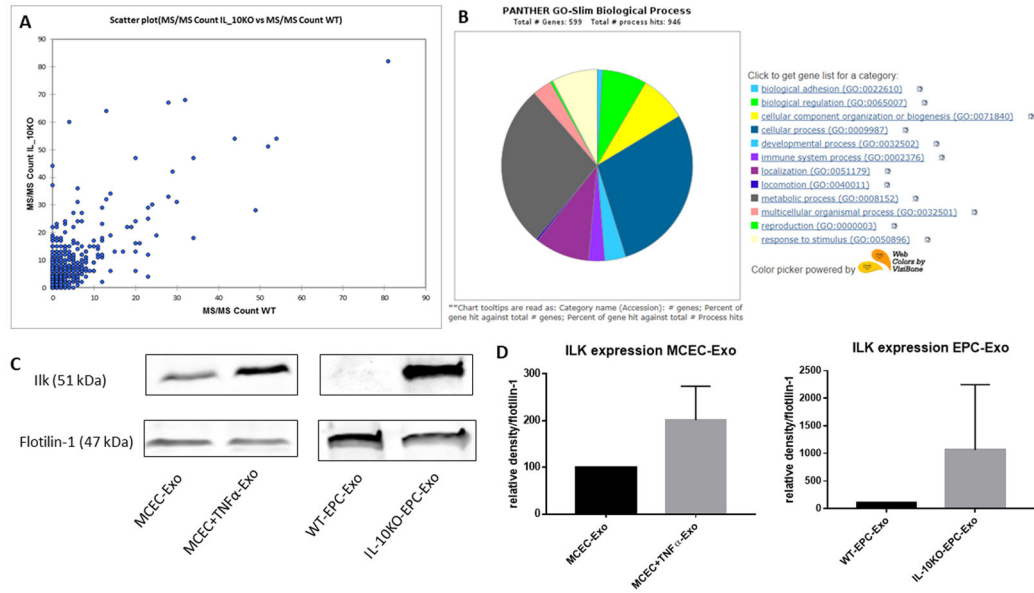 A
Scatter plot(MS/MS Count IL_10KO vs MS/MS Count WT)
MS/MS Count IL_10KO
90
80
70
60
50
40
30
20
10
0
0 10 20 30 40 50 60 70 80 90
MS/MS Count WT
B
PANTHER GO-Slim Biological Process
Total # Genes: 599 Total # process hits: 946
Click to get gene list for a category:
biological adhesion (GO:0022610)
biological regulation (GO:0065007)
cellular component organization or biogenesis (GO:0071840)
cellular process (GO:0009987)
developmental process (GO:0032502)
immune system process (GO:0002376)
localization (GO:0051179)
locomotion (GO:0040011)
metabolic process (GO:0008152)
multicellular organismal process (GO:0032501)
reproduction (GO:0000003)
response to stimulus (GO:0050896)
Color picker powered by
Web
Colors by
VisiBone
**Chart tooltips are read as: Category name (Accession): # genes; Percent of
gene hit against total # genes; Percent of gene hit against total # Process hits
C
Ilk (51 kDa)
Flotilin-1 (47 kDa)
MCEC-Exo
MCEC+TNFα-Exo
WT-EPC-Exo
IL-10KO-EPC-Exo
D
ILK expression MCEC-Exo
relative density/flotilin-1
300
200
100
0
MCEC-Exo
MCEC+TNFα-Exo
ILK expression EPC-Exo
relative density/flotilin-1
2500
2000
1500
1000
500
0
WT-EPC-Exo
IL-10KO-EPC-Exo